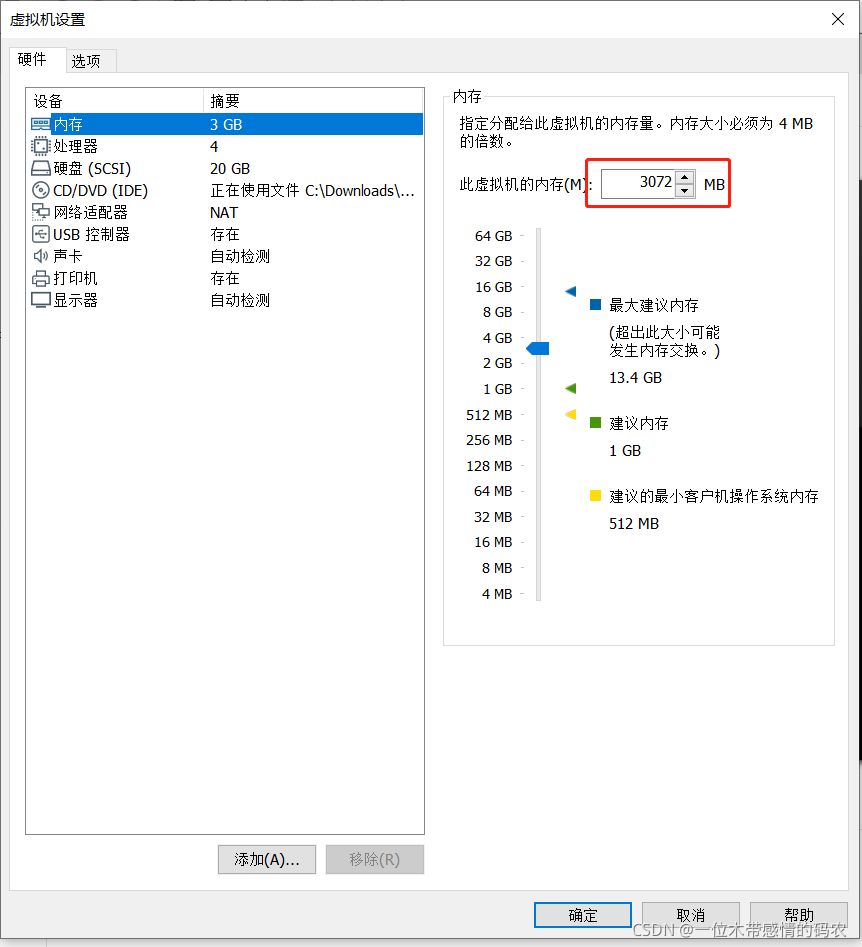 虚拟机设置
硬件 选项
设备 摘要
内存 3 GB
处理器 4
硬盘 (SCSI) 20 GB
CD/DVD (IDE) 正在使用文件 C:\Downloads\...
网络适配器 NAT
USB 控制器 存在
声卡 自动检测
打印机 存在
显示器 自动检测
添加(A)... 移除(R)
内存
指定分配给此虚拟机的内存量。内存大小必须为 4 MB
的倍数。
此虚拟机的内存(M): 3072 MB
64 GB
32 GB
16 GB
8 GB
4 GB
2 GB
1 GB
512 MB
256 MB
128 MB
64 MB
32 MB
16 MB
8 MB
4 MB
最大建议内存
(超出此大小可能
发生内存交换。)
13.4 GB
建议内存
1 GB
建议的最小客户机操作系统内存
512 MB
确定 取消 帮助
CSDN @一位木带感情的码农